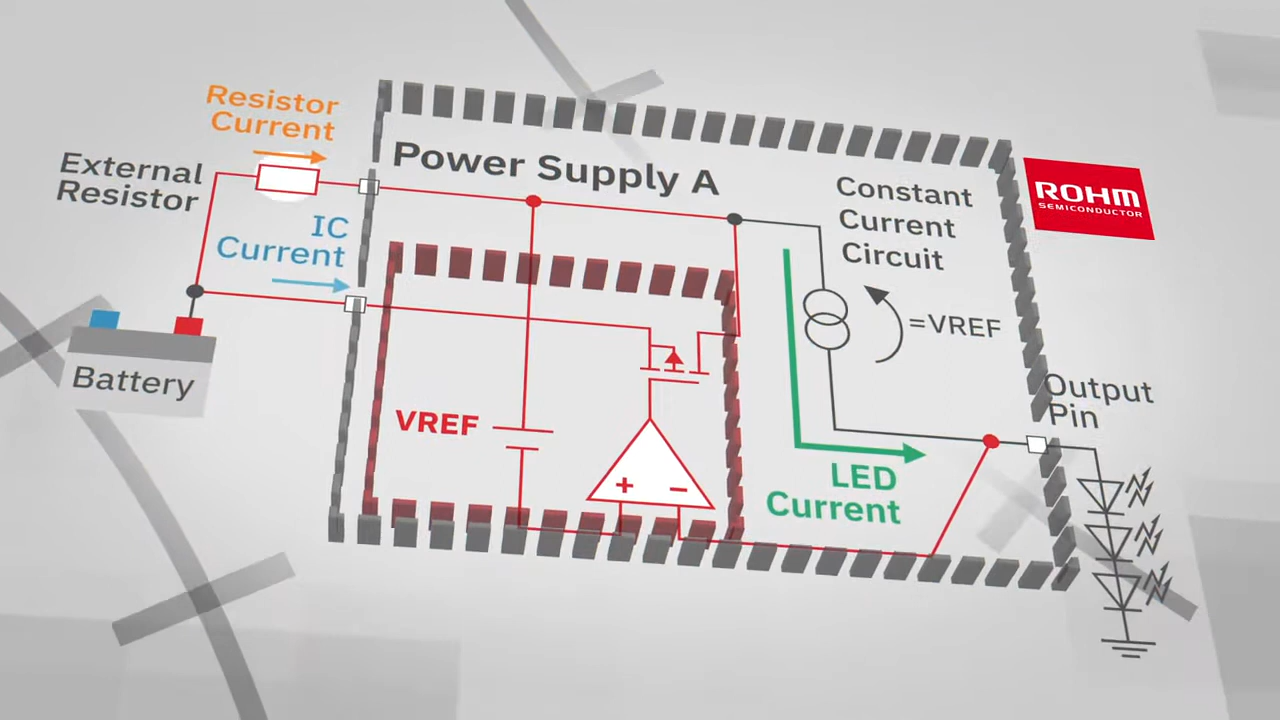 Resistor
Current
External
Resistor
IC
Current
Battery
Power Supply A
Constant
Current
Circuit
=VREF
ROHM
SEMICONDUCTOR
VREF
+
−
LED
Current
Output
Pin